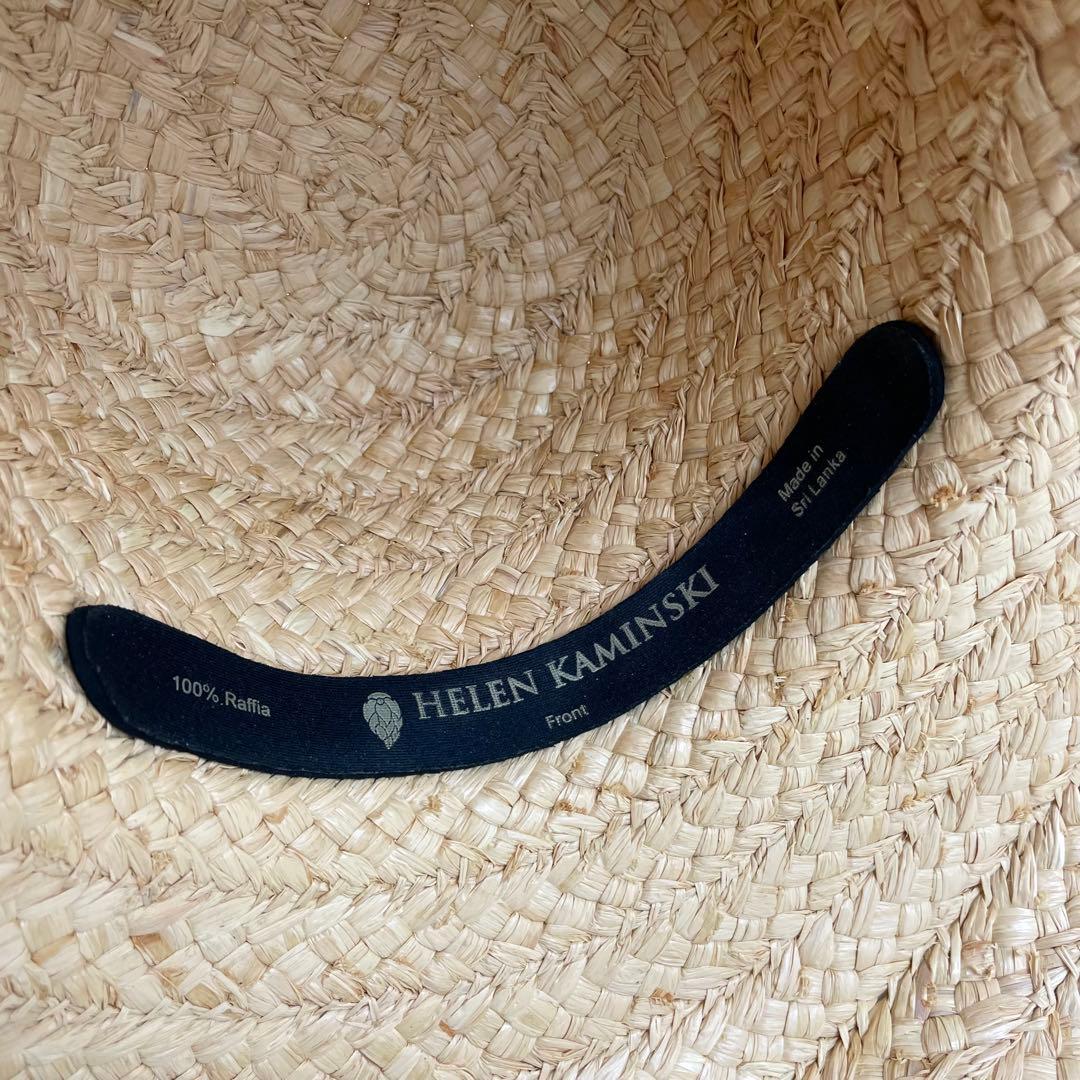 100% Raffia
HELEN KAMINSKI
Front
Made in
Sri Lanka